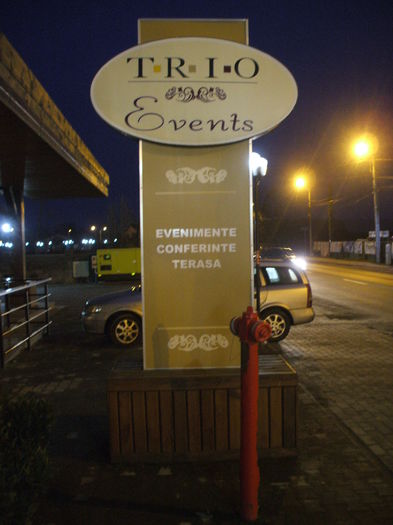 T·R·I·O
Events
EVENIMENTE
CONFERINTE
TERASA